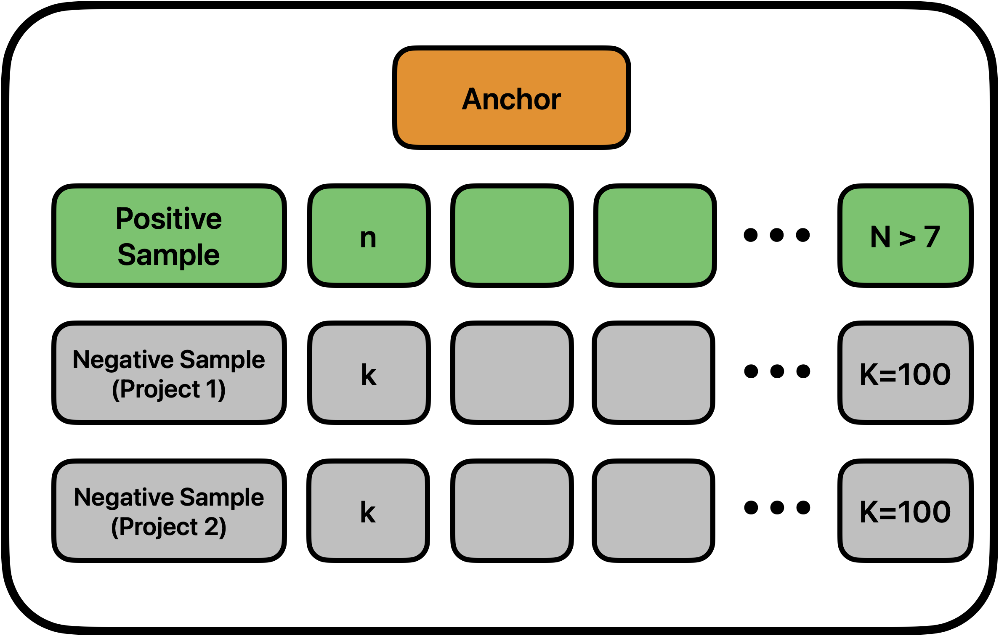 Anchor
Positive
Sample
n
N > 7
Negative Sample
(Project 1)
k
K=100
Negative Sample
(Project 2)
k
K=100